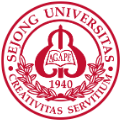 SEJONG UNIVERSITAS
AGAPE
1940
CREATIVITAS SERVITIUM